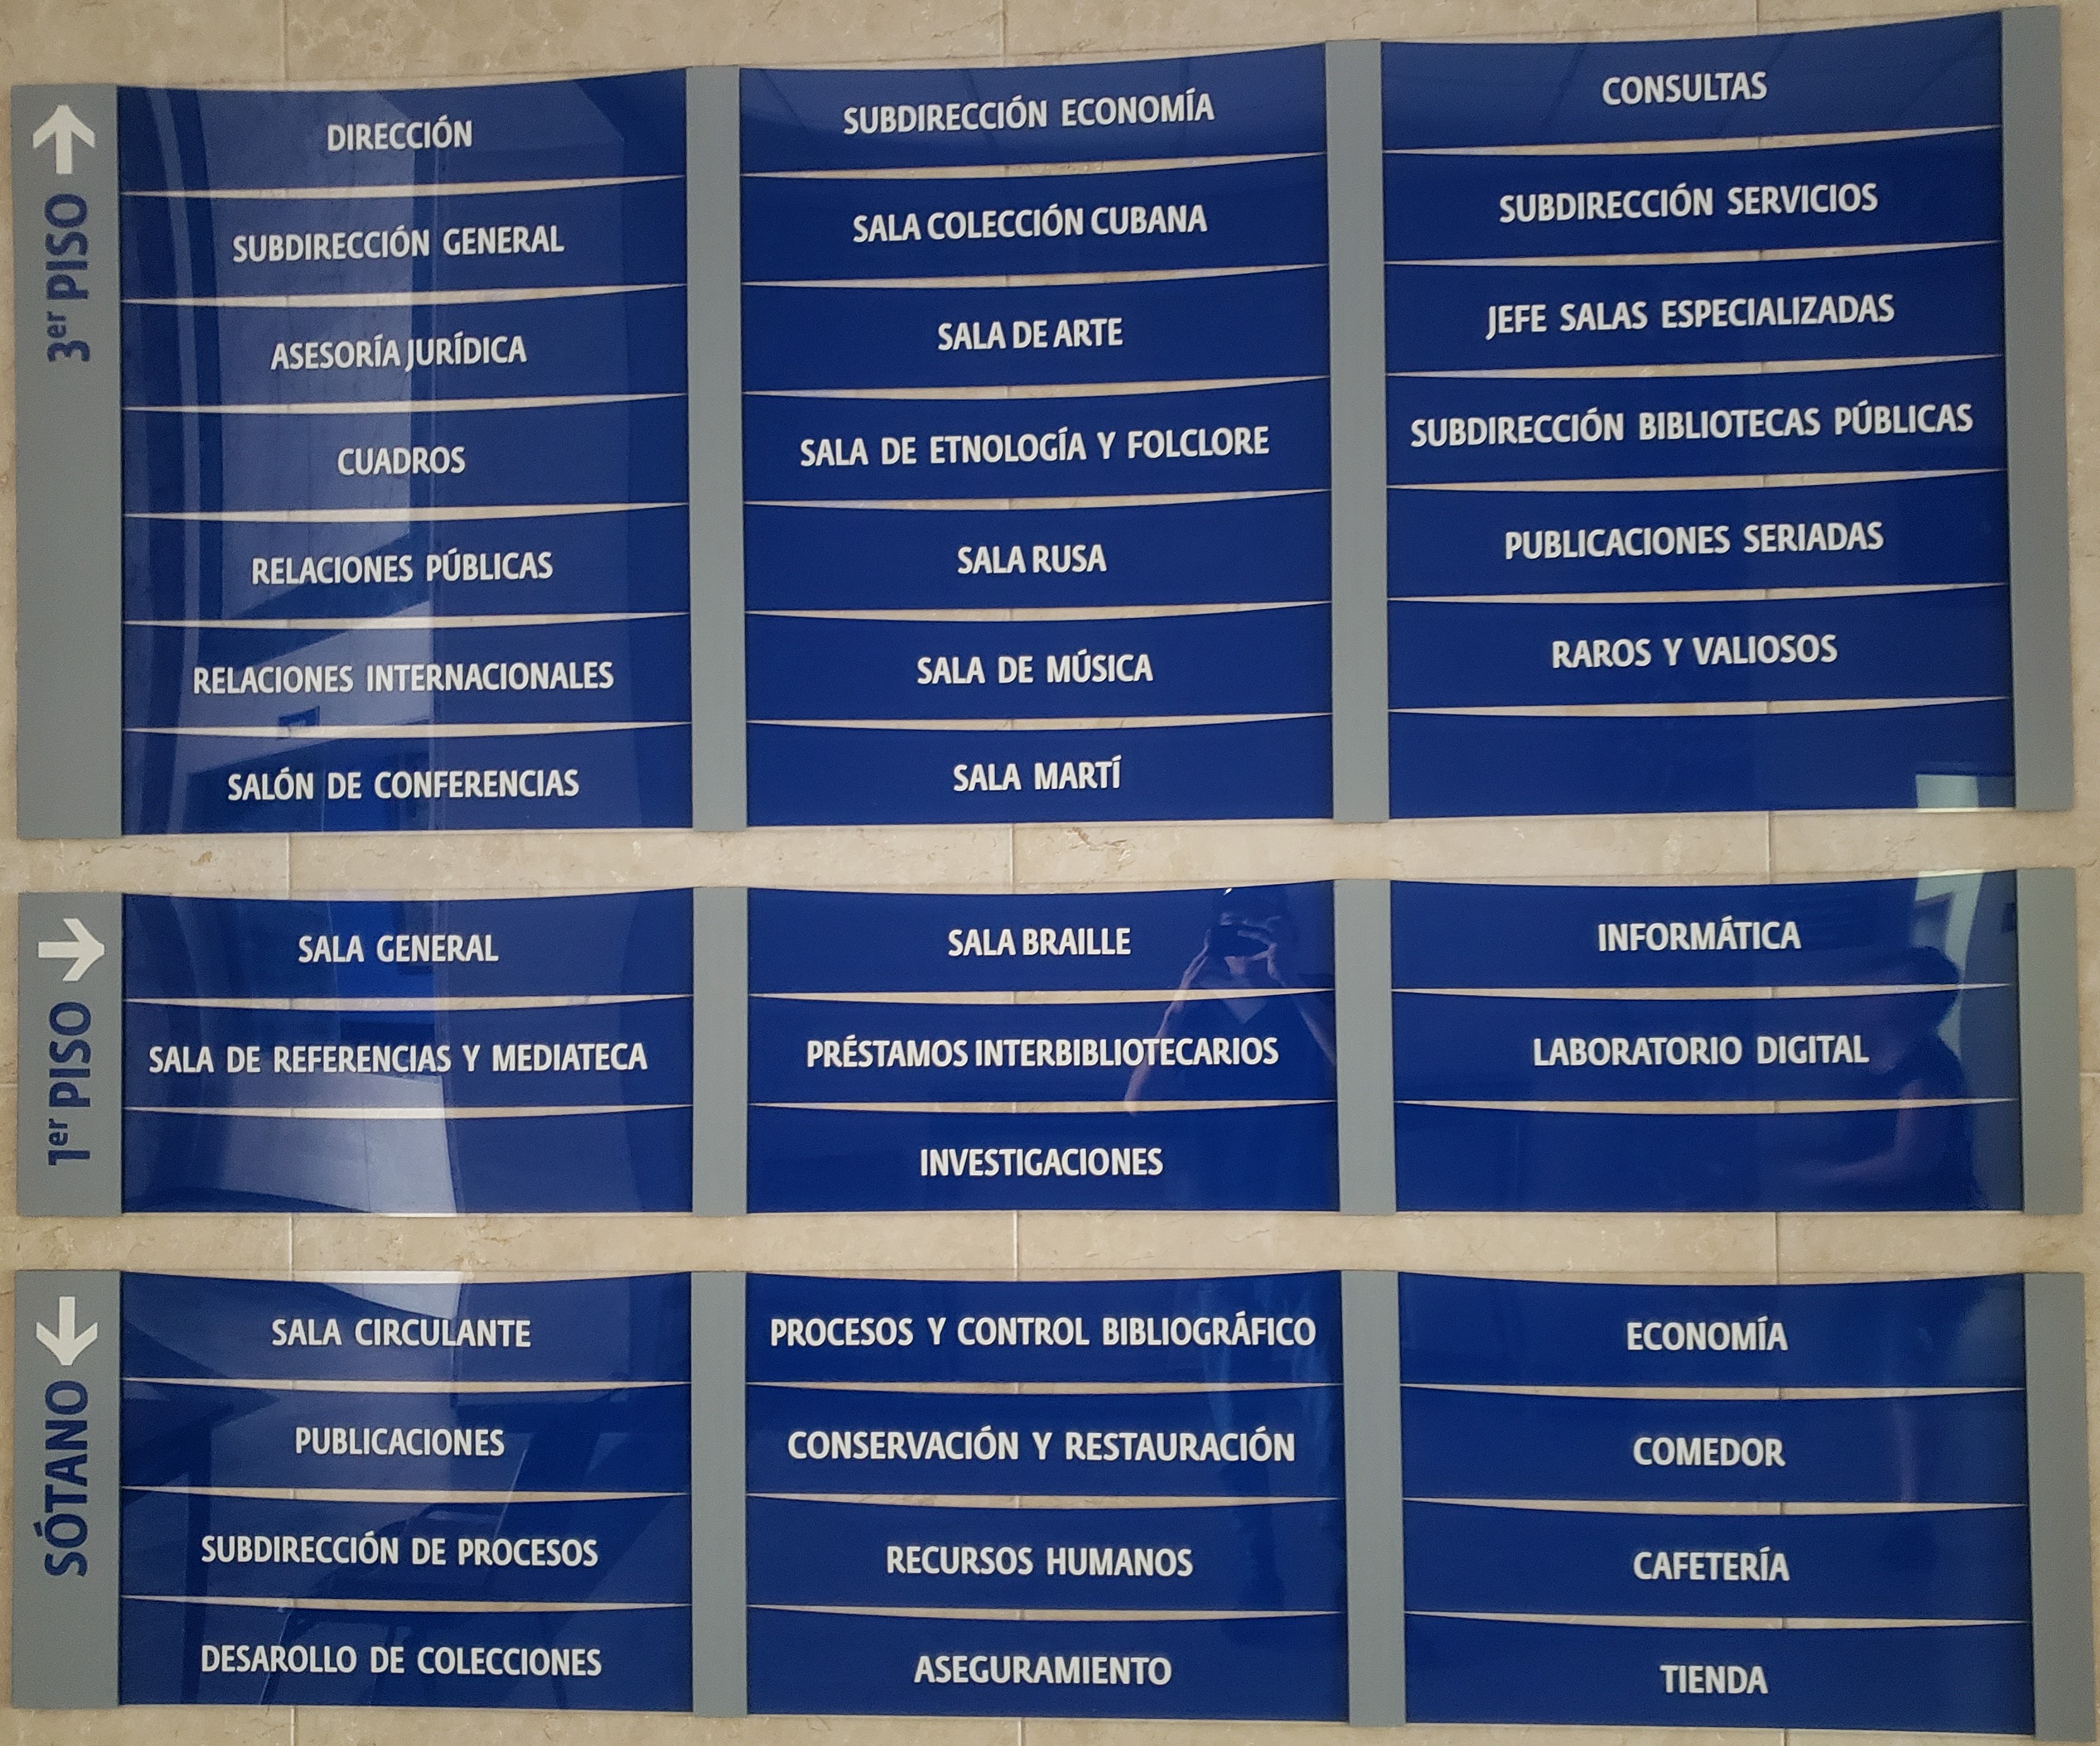 3er PISO
DIRECCIÓN
SUBDIRECCIÓN GENERAL
ASESORÍA JURÍDICA
CUADROS
RELACIONES PÚBLICAS
RELACIONES INTERNACIONALES
SALÓN DE CONFERENCIAS
SUBDIRECCIÓN ECONOMÍA
SALA COLECCIÓN CUBANA
SALA DE ARTE
SALA DE ETNOLOGÍA Y FOLCLORE
SALA RUSA
SALA DE MÚSICA
SALA MARTÍ
CONSULTAS
SUBDIRECCIÓN SERVICIOS
JEFE SALAS ESPECIALIZADAS
SUBDIRECCIÓN BIBLIOTECAS PÚBLICAS
PUBLICACIONES SERIADAS
RAROS Y VALIOSOS
1er PISO
SALA GENERAL
SALA DE REFERENCIAS Y MEDIATECA
SALA BRAILLE
PRÉSTAMOS INTERBIBLIOTECARIOS
INVESTIGACIONES
INFORMÁTICA
LABORATORIO DIGITAL
SÓTANO
SALA CIRCULANTE
PUBLICACIONES
SUBDIRECCIÓN DE PROCESOS
DESAROLLO DE COLECCIONES
PROCESOS Y CONTROL BIBLIOGRÁFICO
CONSERVACIÓN Y RESTAURACIÓN
RECURSOS HUMANOS
ASEGURAMIENTO
ECONOMÍA
COMEDOR
CAFETERÍA
TIENDA